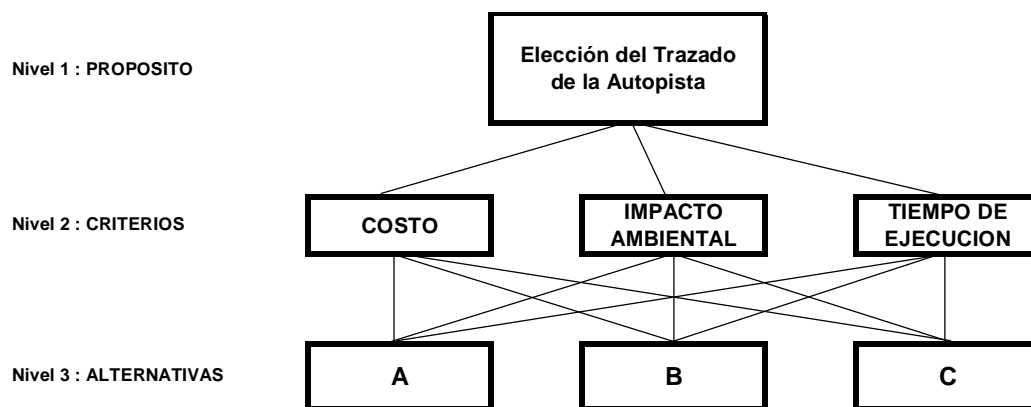 Elección del Trazado
de la Autopista
Nivel 1 : PROPOSITO
Nivel 2 : CRITERIOS
COSTO
IMPACTO
AMBIENTAL
TIEMPO DE
EJECUCION
Nivel 3 : ALTERNATIVAS
A
B
C